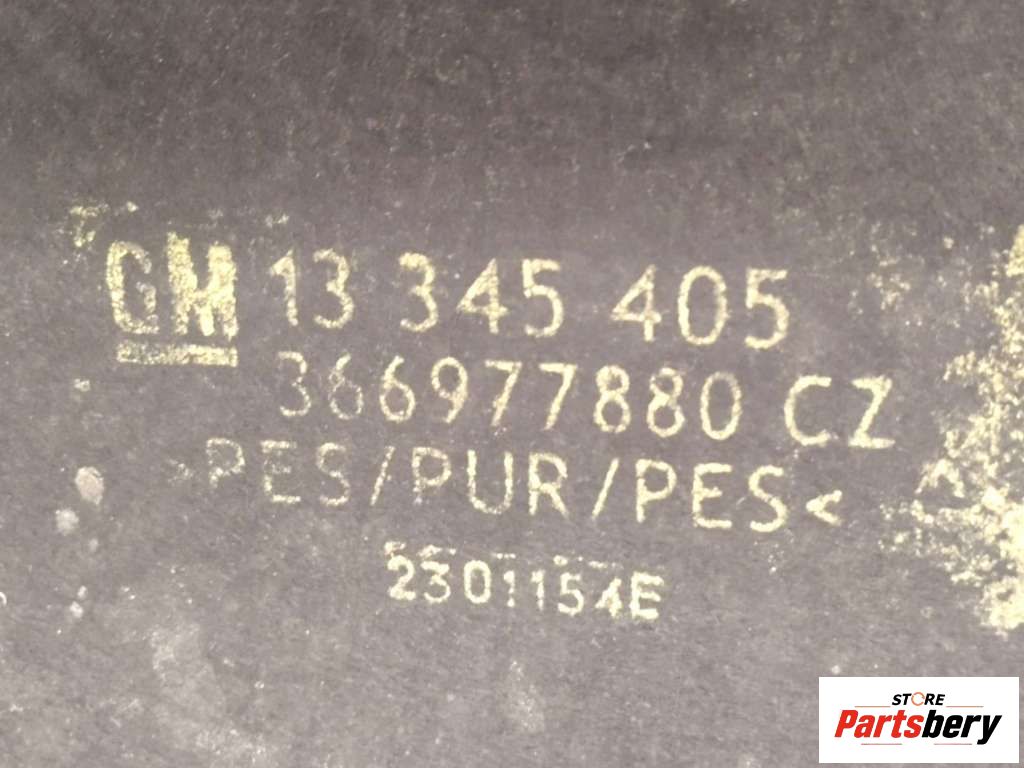 GM 13 345 405
366977880 CZ
>PES/PUR/PES<
2301154E
STORE
Partsbery